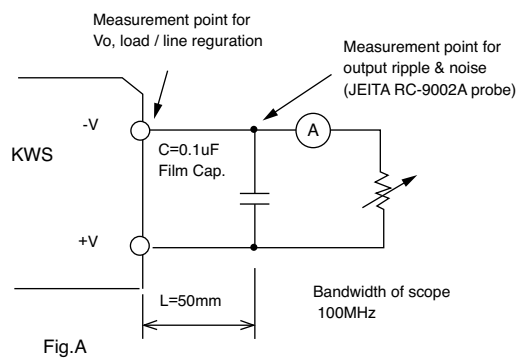 Measurement point for
Vo, load / line reguration
Measurement point for
output ripple & noise
(JEITA RC-9002A probe)
-V
A
KWS
C=0.1uF
Film Cap.
+V
L=50mm
Bandwidth of scope
100MHz
Fig.A